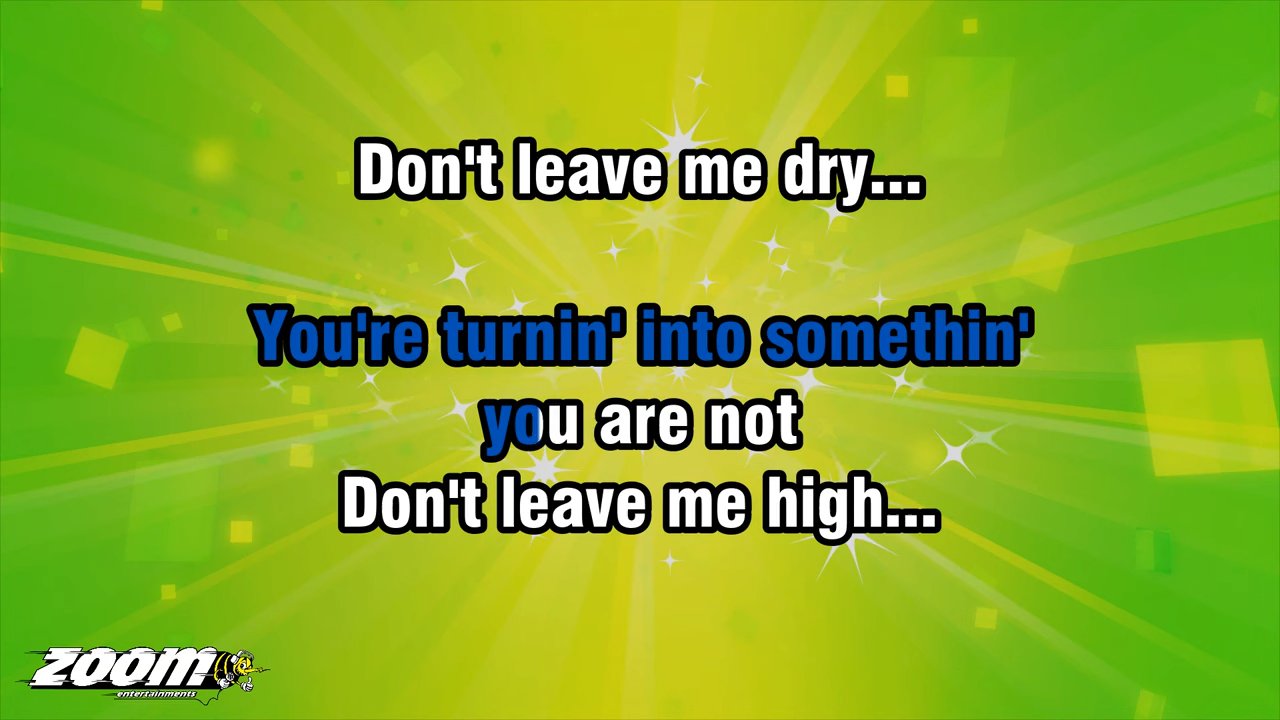 Don't leave me dry...
You're turnin' into somethin'
you are not
Don't leave me high...
ZOOM
entertainments